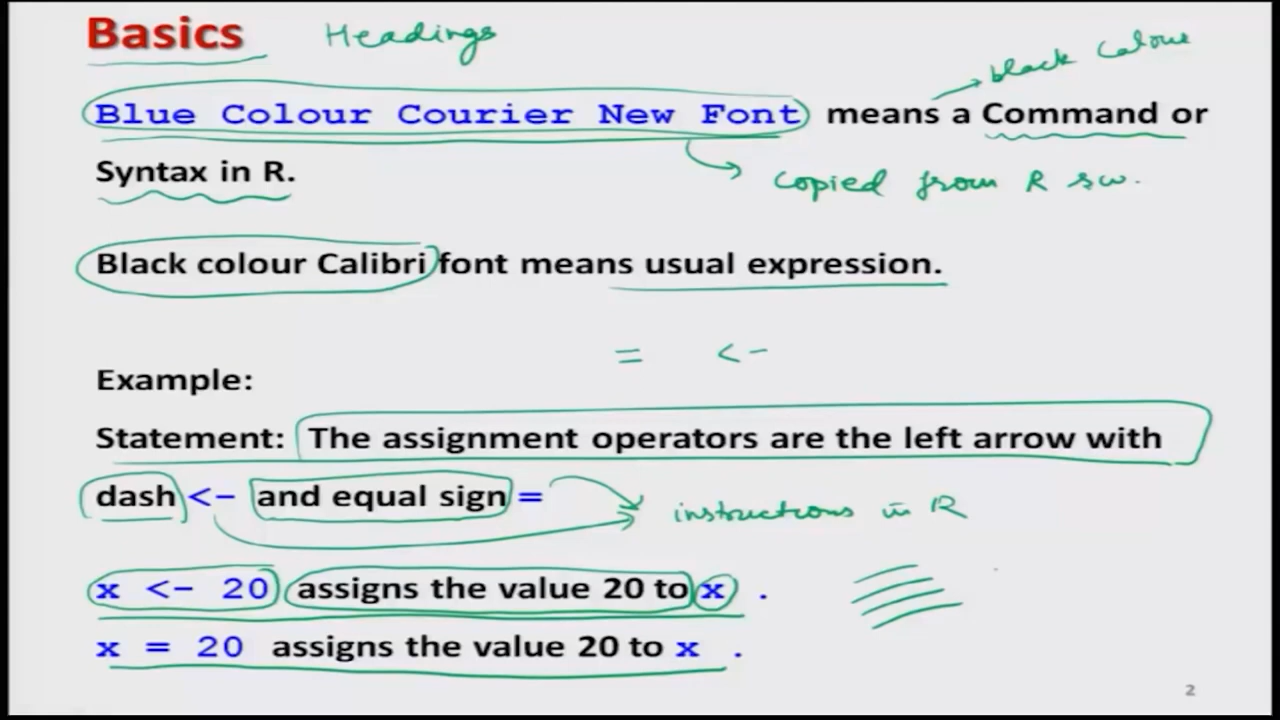 Basics Headings
black Colour
Blue Colour Courier New Font means a Command or
Syntax in R.
copied from R sw.
Black colour Calibri font means usual expression.
= <-
Example:
Statement: The assignment operators are the left arrow with
dash <- and equal sign =
instructions in R
x <- 20 assigns the value 20 to x .
x = 20 assigns the value 20 to x .
2